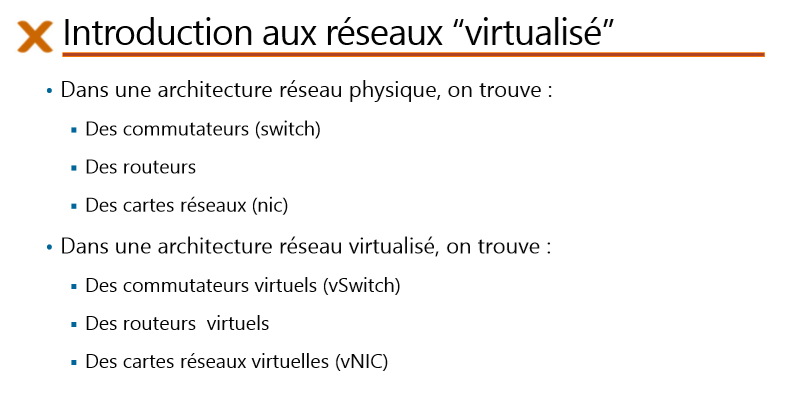 Introduction aux réseaux “virtualisé”
• Dans une architecture réseau physique, on trouve :
▪ Des commutateurs (switch)
▪ Des routeurs
▪ Des cartes réseaux (nic)
• Dans une architecture réseau virtualisé, on trouve :
▪ Des commutateurs virtuels (vSwitch)
▪ Des routeurs  virtuels
▪ Des cartes réseaux virtuelles (vNIC)